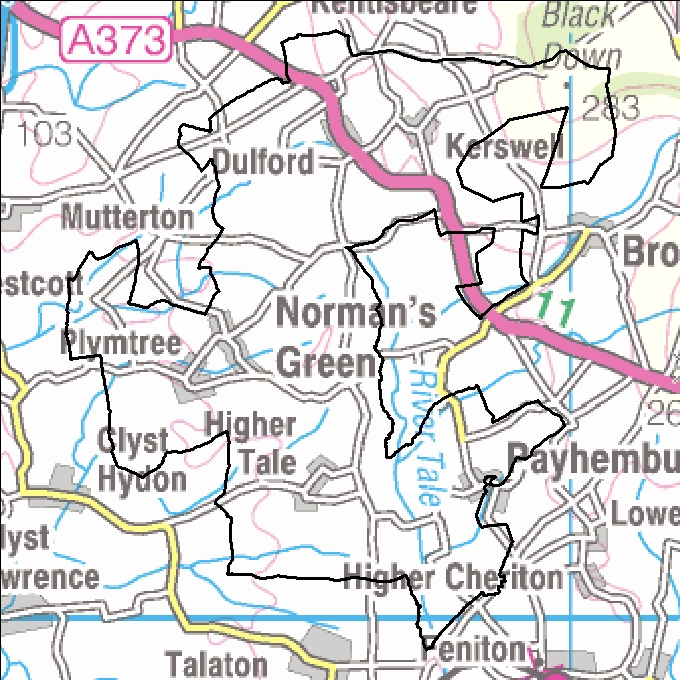 Kentisbeare
Black
Down
A373
283
103
Kerswell
Dulford
Mutterton
Bro
estcott
11
Norman's
Green
Plymtree
River Tale
26
Higher
Tale
Clyst
Hydon
Payhembu
Lowe
lyst
wrence
Higher Cheriton
Feniton
Talaton